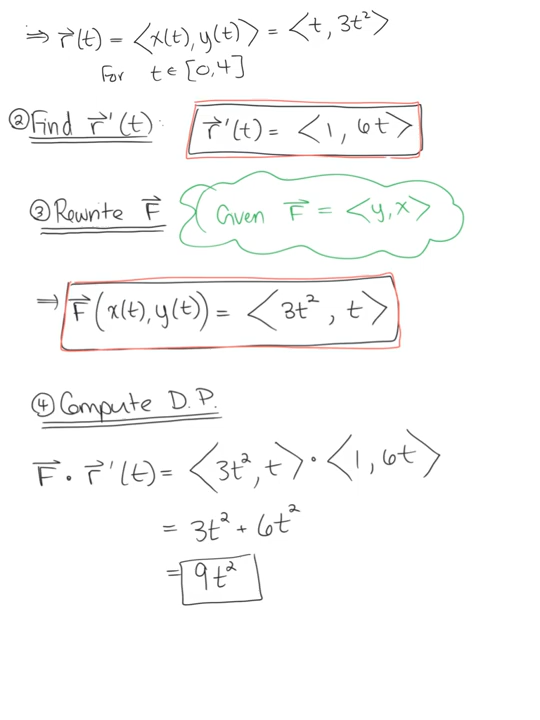 ⇒ r⃗(t) = <x(t), y(t)> = <t, 3t²>
For t ∈ [0,4]
② Find r⃗'(t): r⃗'(t) = <1, 6t>
③ Rewrite F⃗ Given F⃗ = <y,x>
⇒ F⃗(x(t), y(t)) = <3t², t>
④ Compute D.P.
F⃗ · r⃗'(t) = <3t², t> · <1, 6t>
= 3t² + 6t²
= 9t²